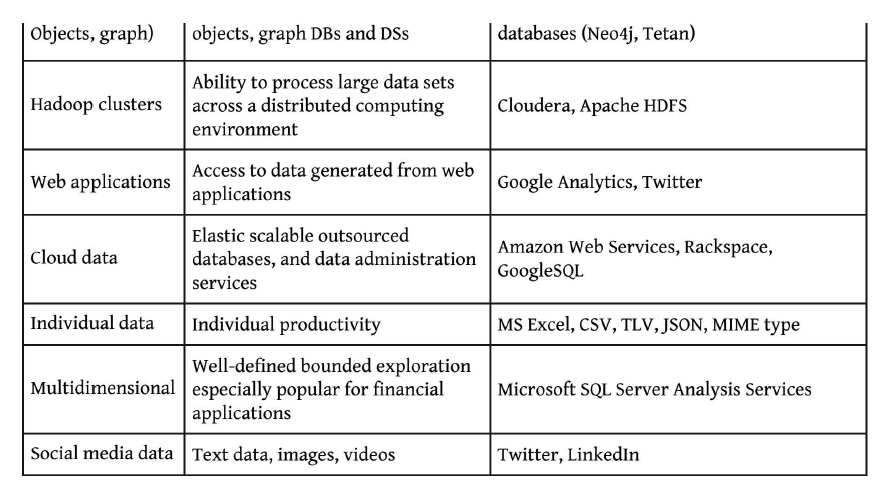 Objects, graph)
objects, graph DBs and DSs
databases (Neo4j, Tetan)
Hadoop clusters
Ability to process large data sets
across a distributed computing
environment
Cloudera, Apache HDFS
Web applications
Access to data generated from web
applications
Google Analytics, Twitter
Cloud data
Elastic scalable outsourced
databases, and data administration
services
Amazon Web Services, Rackspace,
GoogleSQL
Individual data
Individual productivity
MS Excel, CSV, TLV, JSON, MIME type
Multidimensional
Well-defined bounded exploration
especially popular for financial
applications
Microsoft SQL Server Analysis Services
Social media data
Text data, images, videos
Twitter, LinkedIn